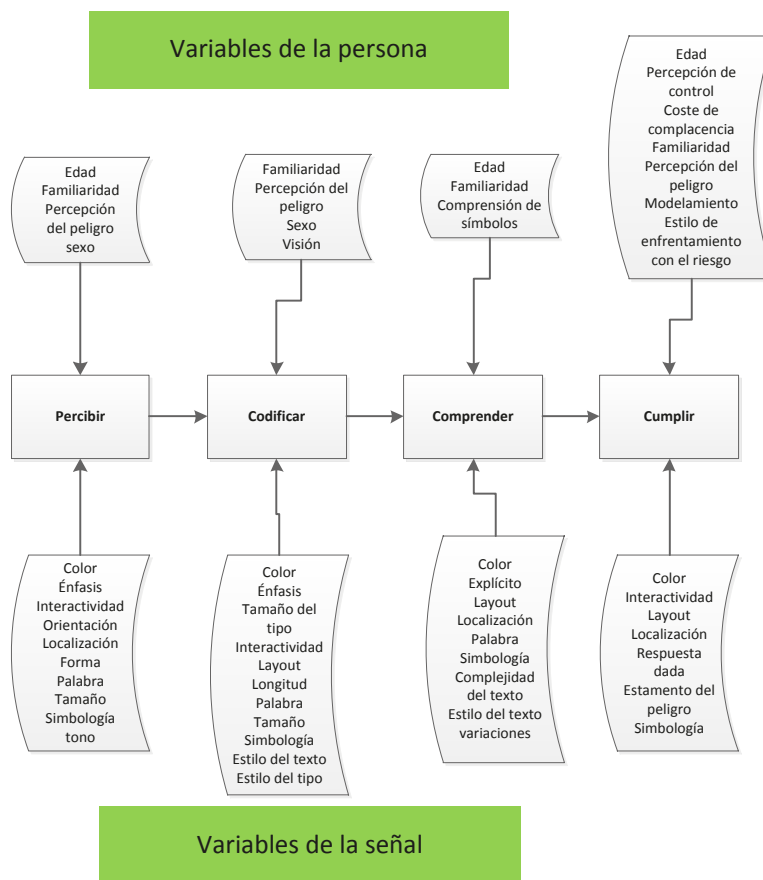 Variables de la persona
Edad
Familiaridad
Percepción
del peligro
sexo
Familiaridad
Percepción del
peligro
Sexo
Visión
Edad
Familiaridad
Comprensión de
símbolos
Edad
Percepción de
control
Coste de
complacencia
Familiaridad
Percepción del
peligro
Modelamiento
Estilo de
enfrentamiento
con el riesgo
Percibir
Codificar
Comprender
Cumplir
Color
Énfasis
Interactividad
Orientación
Localización
Forma
Palabra
Tamaño
Simbología
tono
Color
Énfasis
Tamaño del
tipo
Interactividad
Layout
Longitud
Palabra
Tamaño
Simbología
Estilo del texto
Estilo del tipo
Color
Explícito
Layout
Localización
Palabra
Simbología
Complejidad
del texto
Estilo del texto
variaciones
Color
Interactividad
Layout
Localización
Respuesta
dada
Estamento del
peligro
Simbología
Variables de la señal